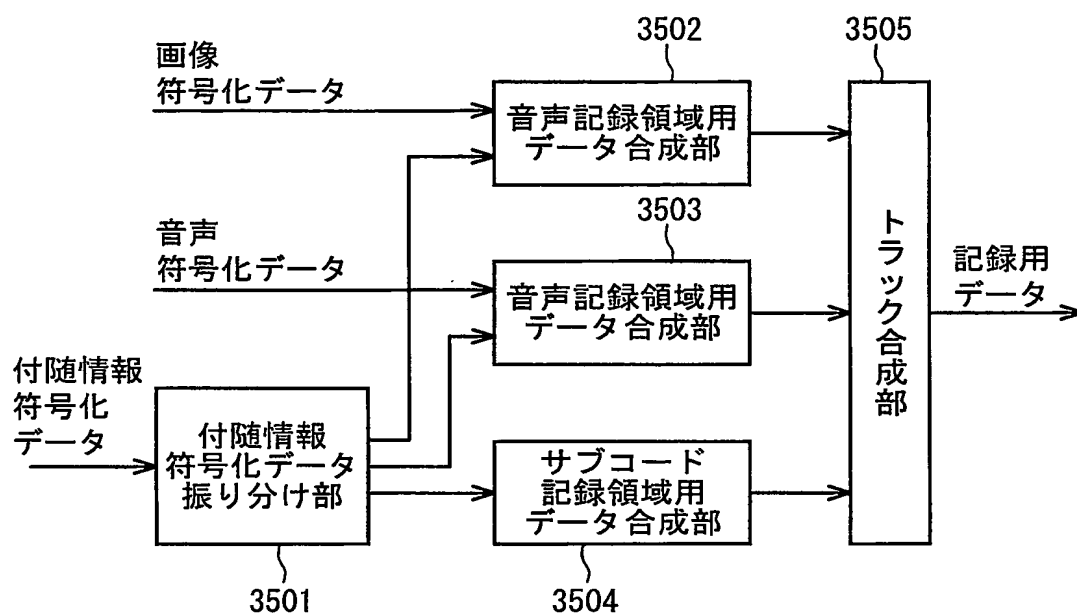 3502
3505
画像
符号化データ
音声記録領域用
データ合成部
3503
音声
符号化データ
音声記録領域用
データ合成部
トラック合成部
記録用
データ
付随情報
符号化
データ
付随情報
符号化データ
振り分け部
サブコード
記録領域用
データ合成部
3501
3504